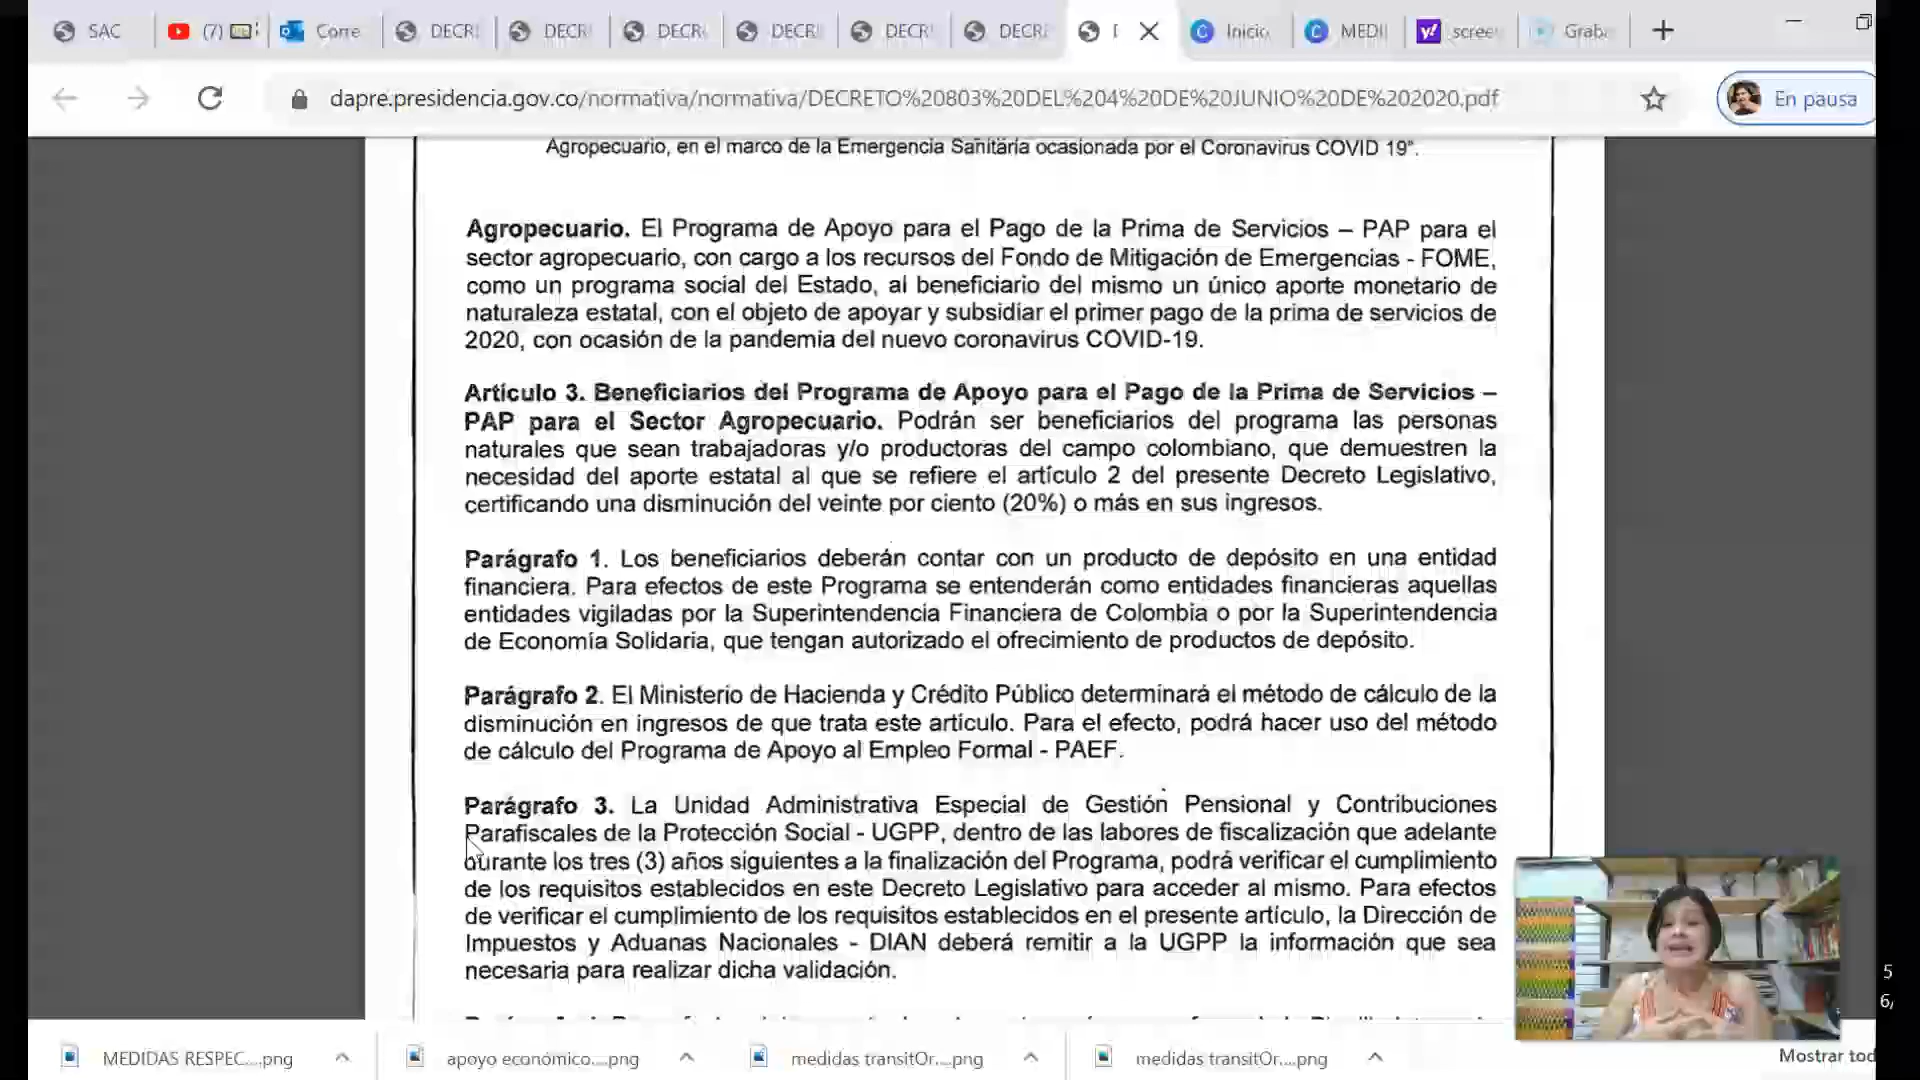 SAC
(7)
Corre
DECRI
DECRI
DECRI
DECRI
DECRI
DECRE
Inicio
MEDI
scree
Graba
dapre.presidencia.gov.co/normativa/normativa/DECRETO%20803%20DEL%204%20DE%20JUNIO%20DE%202020.pdf
En pausa
Agropecuario, en el marco de la Emergencia Sanitaria ocasionada por el Coronavirus COVID 19".
Agropecuario. El Programa de Apoyo para el Pago de la Prima de Servicios – PAP para el
sector agropecuario, con cargo a los recursos del Fondo de Mitigación de Emergencias - FOME,
como un programa social del Estado, al beneficiario del mismo un único aporte monetario de
naturaleza estatal, con el objeto de apoyar y subsidiar el primer pago de la prima de servicios de
2020, con ocasión de la pandemia del nuevo coronavirus COVID-19.
Artículo 3. Beneficiarios del Programa de Apoyo para el Pago de la Prima de Servicios –
PAP para el Sector Agropecuario. Podrán ser beneficiarios del programa las personas
naturales que sean trabajadoras y/o productoras del campo colombiano, que demuestren la
necesidad del aporte estatal al que se refiere el artículo 2 del presente Decreto Legislativo,
certificando una disminución del veinte por ciento (20%) o más en sus ingresos.
Parágrafo 1. Los beneficiarios deberán contar con un producto de depósito en una entidad
financiera. Para efectos de este Programa se entenderán como entidades financieras aquellas
entidades vigiladas por la Superintendencia Financiera de Colombia o por la Superintendencia
de Economía Solidaria, que tengan autorizado el ofrecimiento de productos de depósito.
Parágrafo 2. El Ministerio de Hacienda y Crédito Público determinará el método de cálculo de la
disminución en ingresos de que trata este artículo. Para el efecto, podrá hacer uso del método
de cálculo del Programa de Apoyo al Empleo Formal - PAEF.
Parágrafo 3. La Unidad Administrativa Especial de Gestión Pensional y Contribuciones
Parafiscales de la Protección Social - UGPP, dentro de las labores de fiscalización que adelante
durante los tres (3) años siguientes a la finalización del Programa, podrá verificar el cumplimiento
de los requisitos establecidos en este Decreto Legislativo para acceder al mismo. Para efectos
de verificar el cumplimiento de los requisitos establecidos en el presente artículo, la Dirección de
Impuestos y Aduanas Nacionales - DIAN deberá remitir a la UGPP la información que sea
necesaria para realizar dicha validación.
5
6/
MEDIDAS RESPEC....png
apoyo económico....png
medidas transitOr....png
medidas transitOr....png
Mostrar tod